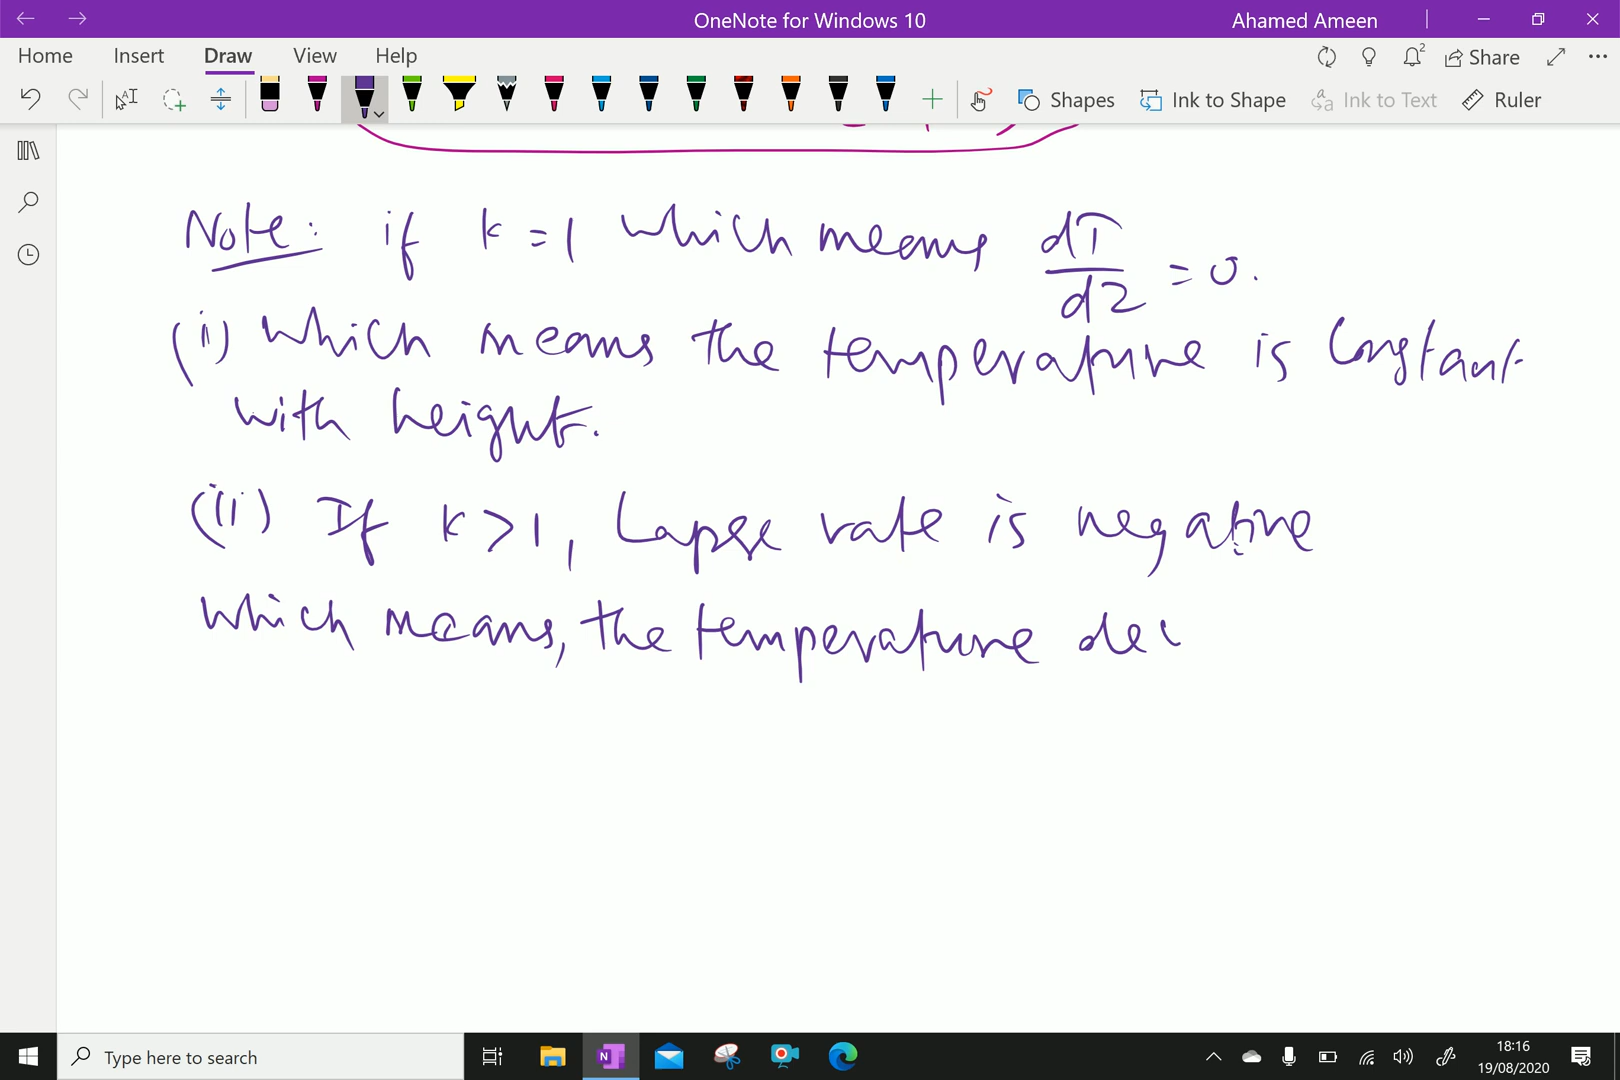 OneNote for Windows 10
Ahamed Ameen
Home Insert Draw View Help
2 Share
Shapes Ink to Shape Ink to Text Ruler
Note: if k = 1 which means dT/dz = 0.
(i) which means the temperature is constant
with height.
(ii) If k > 1, Lapse rate is negative
which means, the temperature dec
Type here to search
18:16
19/08/2020